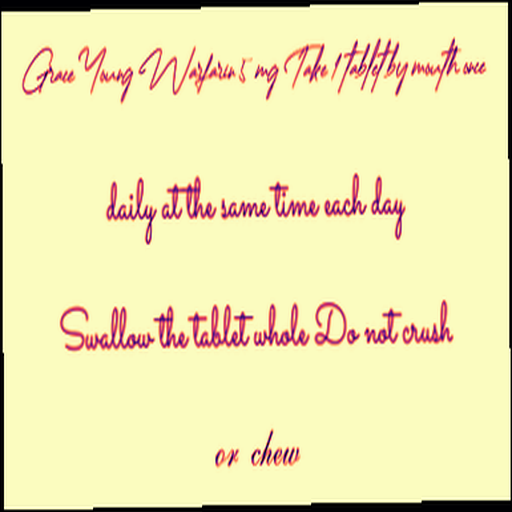 Grace Young Warfarin 5 mg Take 1 tablet by mouth once
daily at the same time each day
Swallow the tablet whole Do not crush
or chew